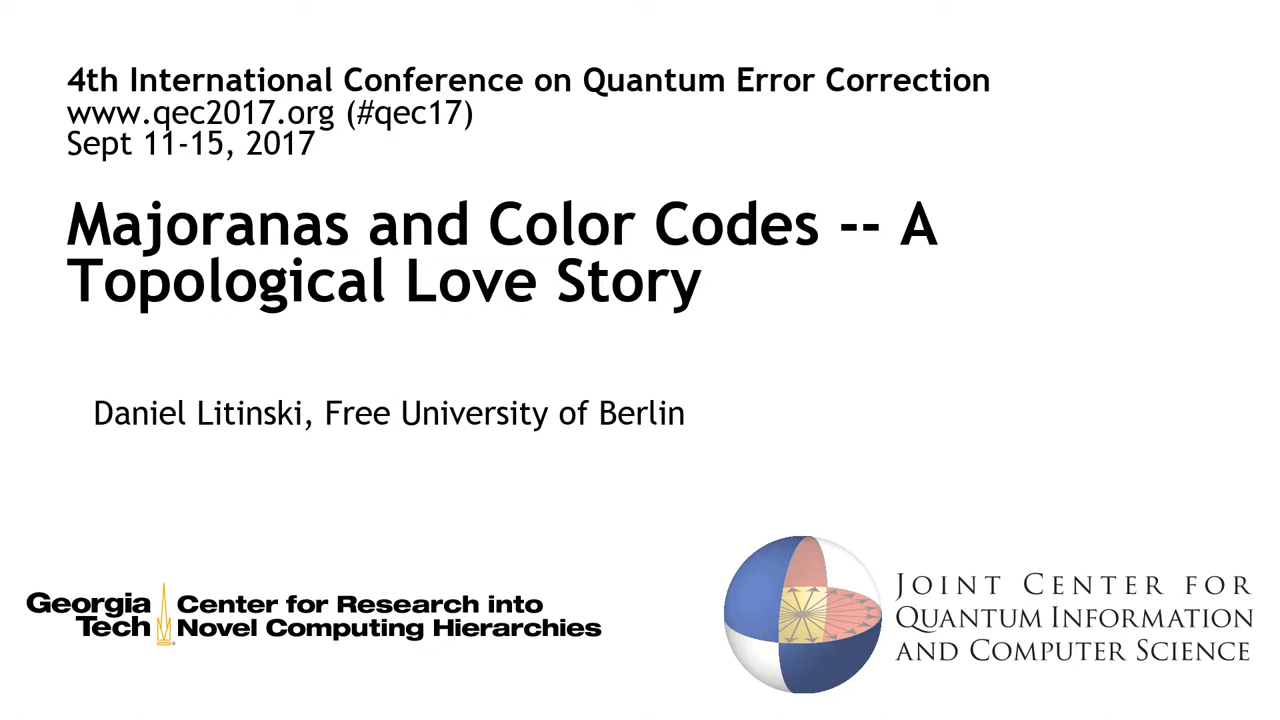 4th International Conference on Quantum Error Correction
www.qec2017.org (#qec17)
Sept 11-15, 2017
Majoranas and Color Codes -- A
Topological Love Story
Daniel Litinski, Free University of Berlin
Georgia
Tech
Center for Research into
Novel Computing Hierarchies
JOINT CENTER FOR
QUANTUM INFORMATION
AND COMPUTER SCIENCE